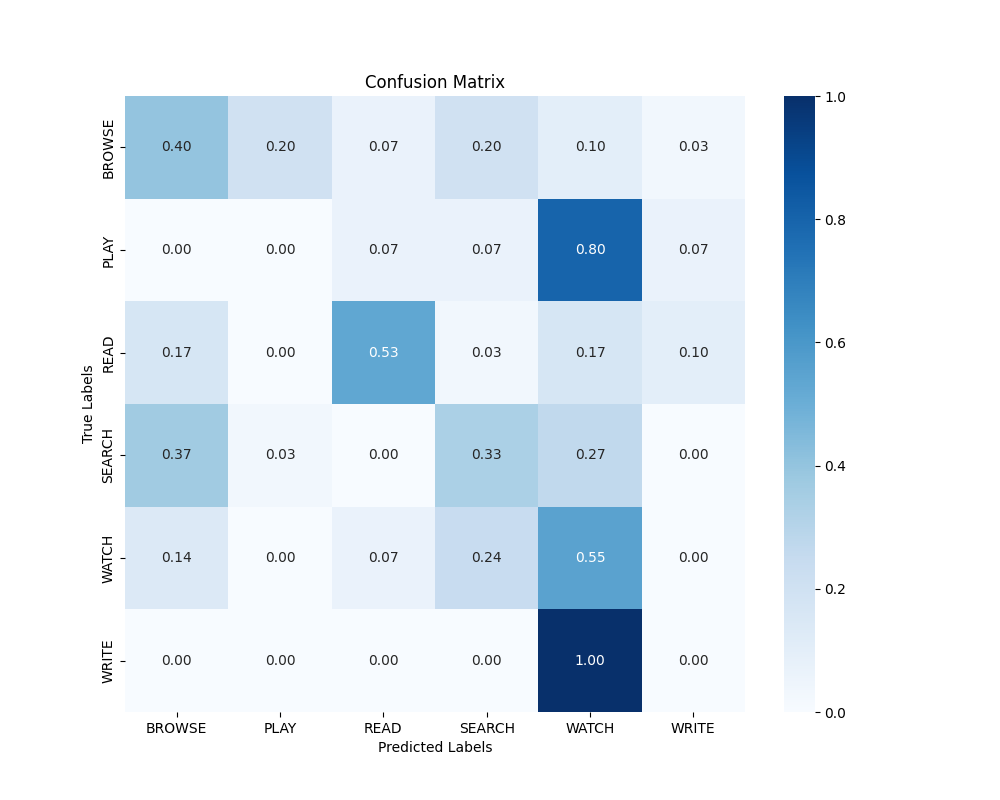 Confusion Matrix
True Labels
BROWSE 0.40 0.20 0.07 0.20 0.10 0.03
PLAY 0.00 0.00 0.07 0.07 0.80 0.07
READ 0.17 0.00 0.53 0.03 0.17 0.10
SEARCH 0.37 0.03 0.00 0.33 0.27 0.00
WATCH 0.14 0.00 0.07 0.24 0.55 0.00
WRITE 0.00 0.00 0.00 0.00 1.00 0.00
BROWSE PLAY READ SEARCH WATCH WRITE
Predicted Labels
1.0
0.8
0.6
0.4
0.2
0.0